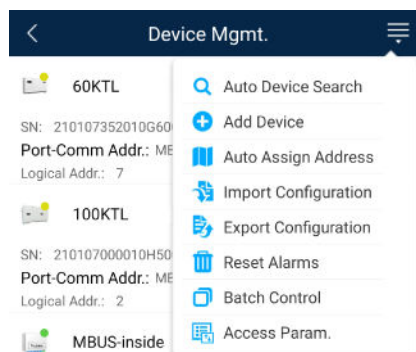 Device Mgmt.
60KTL
SN: 210107352010G60
Port-Comm Addr.: ME
Logical Addr.: 7
100KTL
SN: 210107000010H50
Port-Comm Addr.: ME
Logical Addr.: 2
MBUS-inside
Auto Device Search
Add Device
Auto Assign Address
Import Configuration
Export Configuration
Reset Alarms
Batch Control
Access Param.